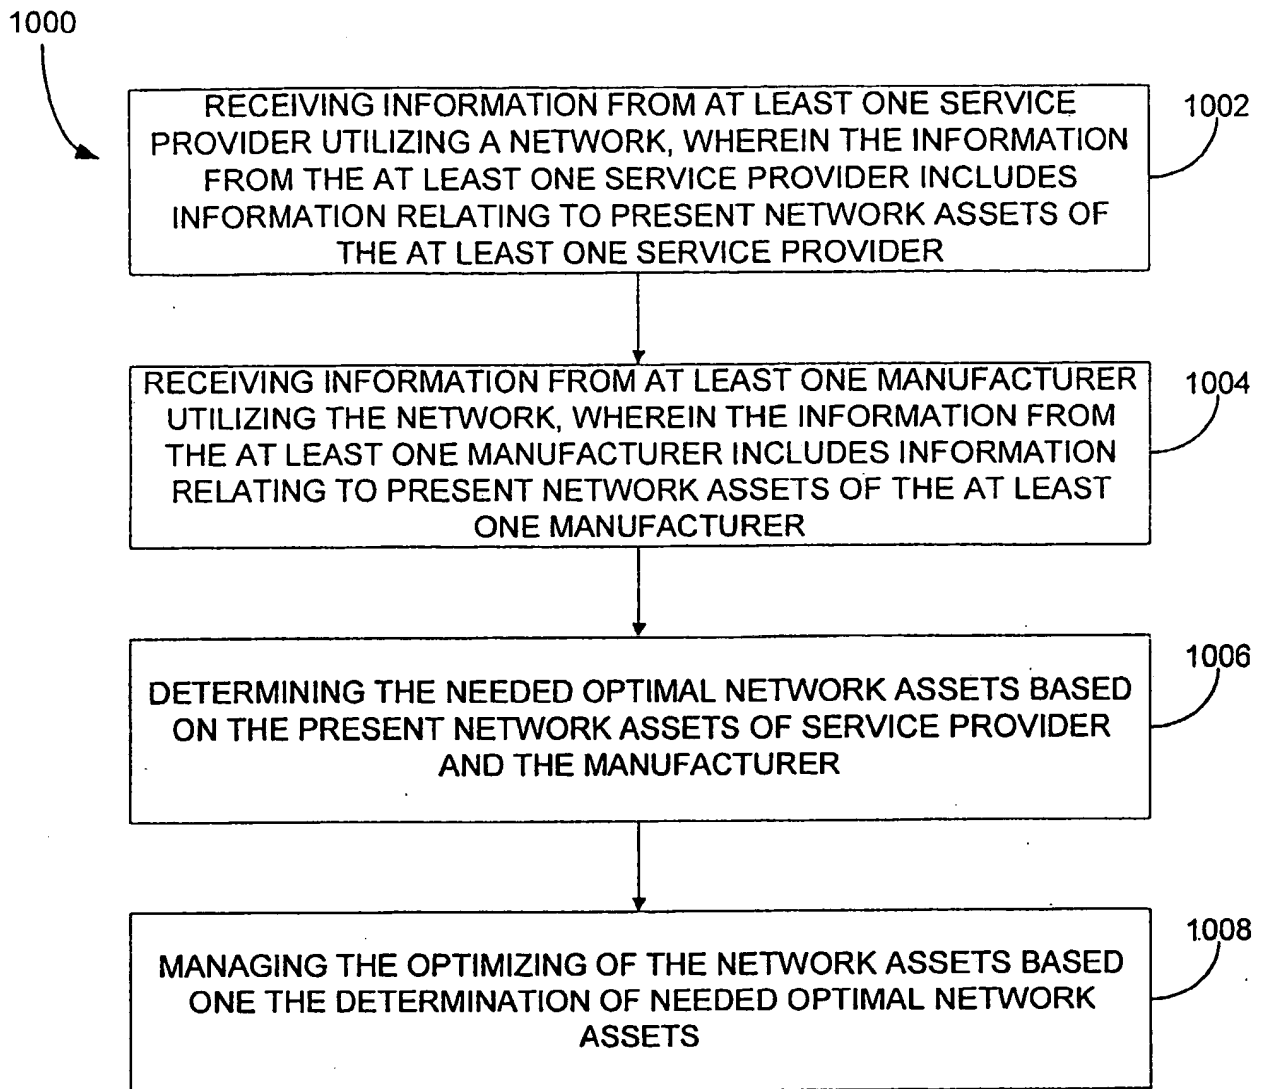 1000
RECEIVING INFORMATION FROM AT LEAST ONE SERVICE
PROVIDER UTILIZING A NETWORK, WHEREIN THE INFORMATION
FROM THE AT LEAST ONE SERVICE PROVIDER INCLUDES
INFORMATION RELATING TO PRESENT NETWORK ASSETS OF
THE AT LEAST ONE SERVICE PROVIDER
1002
RECEIVING INFORMATION FROM AT LEAST ONE MANUFACTURER
UTILIZING THE NETWORK, WHEREIN THE INFORMATION FROM
THE AT LEAST ONE MANUFACTURER INCLUDES INFORMATION
RELATING TO PRESENT NETWORK ASSETS OF THE AT LEAST
ONE MANUFACTURER
1004
DETERMINING THE NEEDED OPTIMAL NETWORK ASSETS BASED
ON THE PRESENT NETWORK ASSETS OF SERVICE PROVIDER
AND THE MANUFACTURER
1006
MANAGING THE OPTIMIZING OF THE NETWORK ASSETS BASED
ONE THE DETERMINATION OF NEEDED OPTIMAL NETWORK
ASSETS
1008